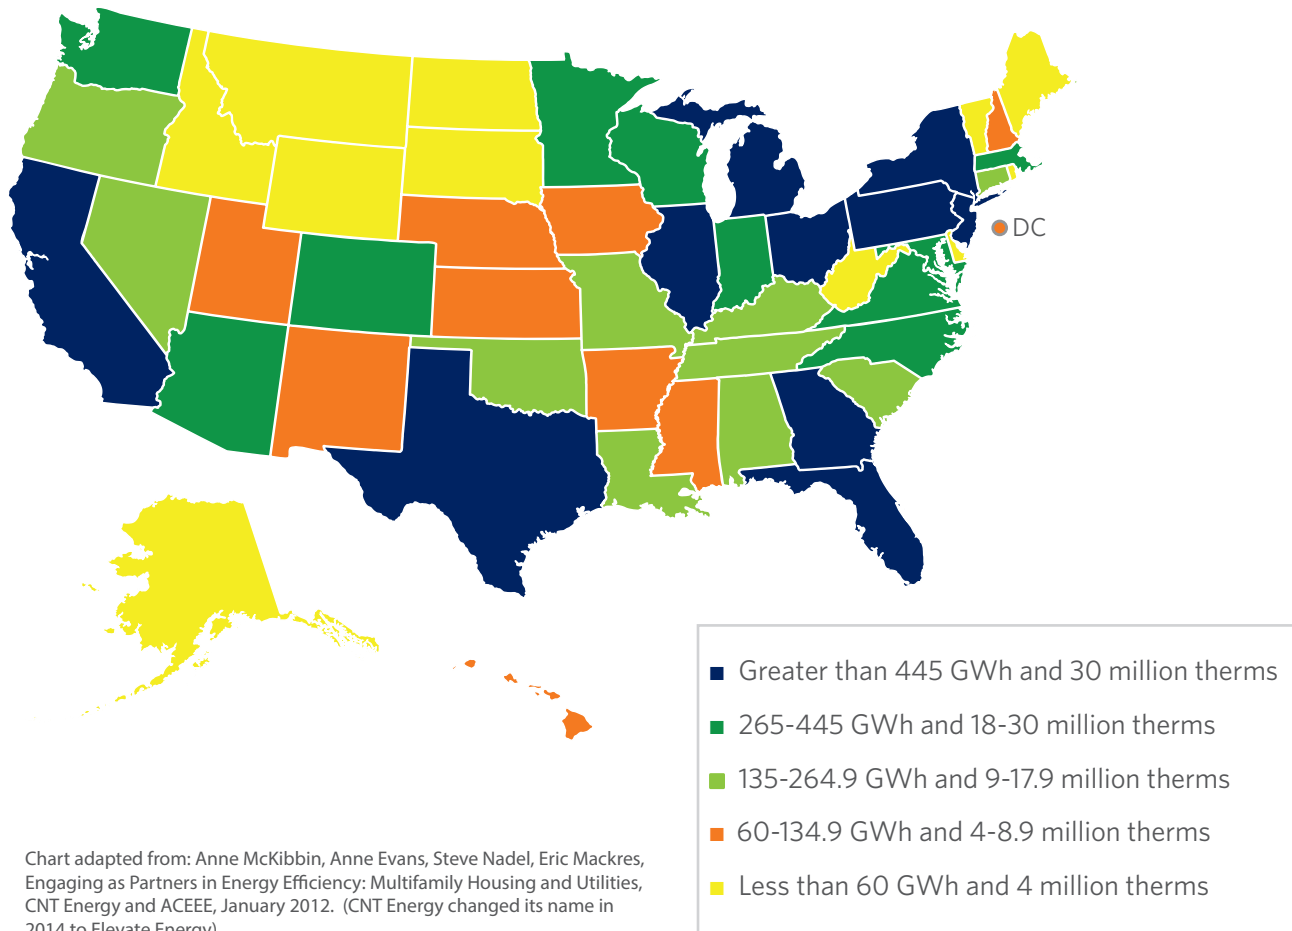 DC
Greater than 445 GWh and 30 million therms
265-445 GWh and 18-30 million therms
135-264.9 GWh and 9-17.9 million therms
60-134.9 GWh and 4-8.9 million therms
Less than 60 GWh and 4 million therms
Chart adapted from: Anne McKibbin, Anne Evans, Steve Nadel, Eric Mackres,
Engaging as Partners in Energy Efficiency: Multifamily Housing and Utilities,
CNT Energy and ACEEE, January 2012. (CNT Energy changed its name in
2014 to Elevate Energy)